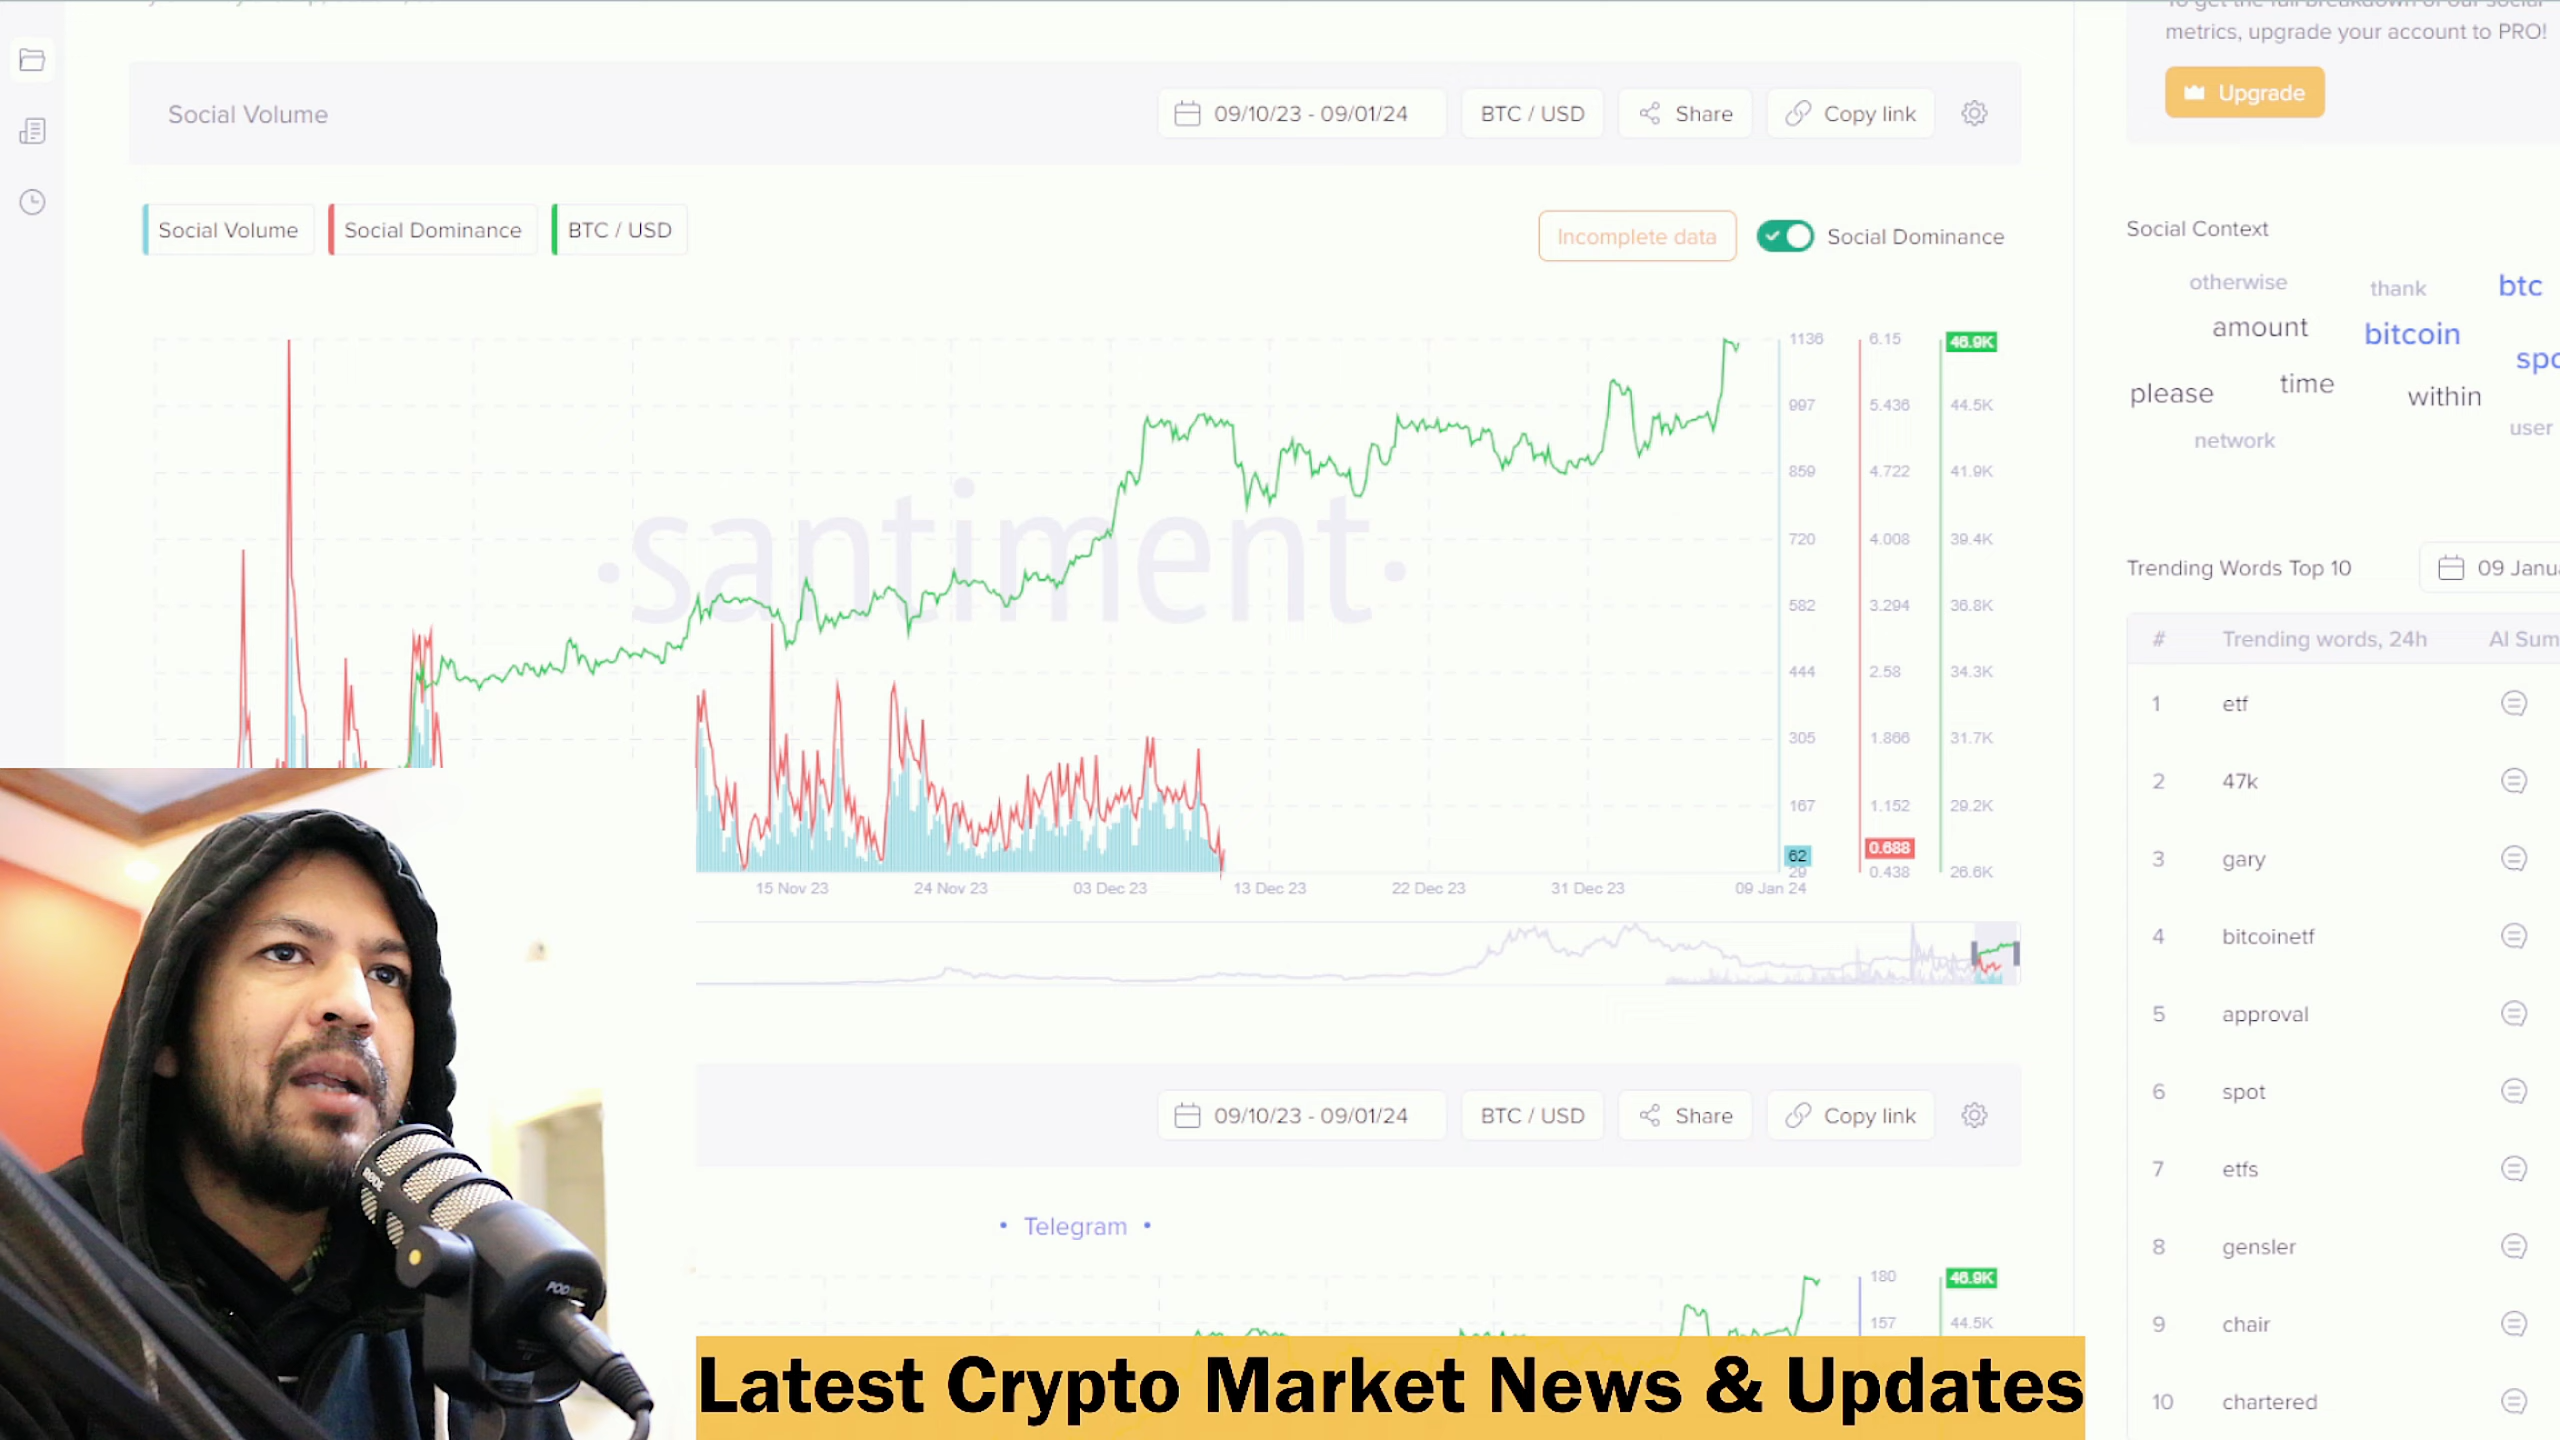 metrics, upgrade your account to PRO!
Upgrade
Social Volume
09/10/23 - 09/01/24
BTC / USD
Share
Copy link
Social Volume
Social Dominance
BTC / USD
Incomplete data
Social Dominance
Social Context
otherwise
thank
btc
amount
bitcoin
please
time
within
network
user
·santiment·
1136
997
859
720
582
444
305
167
62
29
6.15
5.436
4.722
4.008
3.294
2.58
1.866
1.152
0.688
0.438
46.9K
44.5K
41.9K
39.4K
36.8K
34.3K
31.7K
29.2K
26.6K
15 Nov 23
24 Nov 23
03 Dec 23
13 Dec 23
22 Dec 23
31 Dec 23
09 Jan 24
Trending Words Top 10
09
# Trending words, 24h AI
1 etf
2 47k
3 gary
4 bitcoinetf
5 approval
6 spot
7 etfs
8 gensler
9 chair
10 chartered
09/10/23 - 09/01/24
BTC / USD
Share
Copy link
• Telegram •
180
157
46.9K
44.5K
RØDE
Latest Crypto Market News & Updates